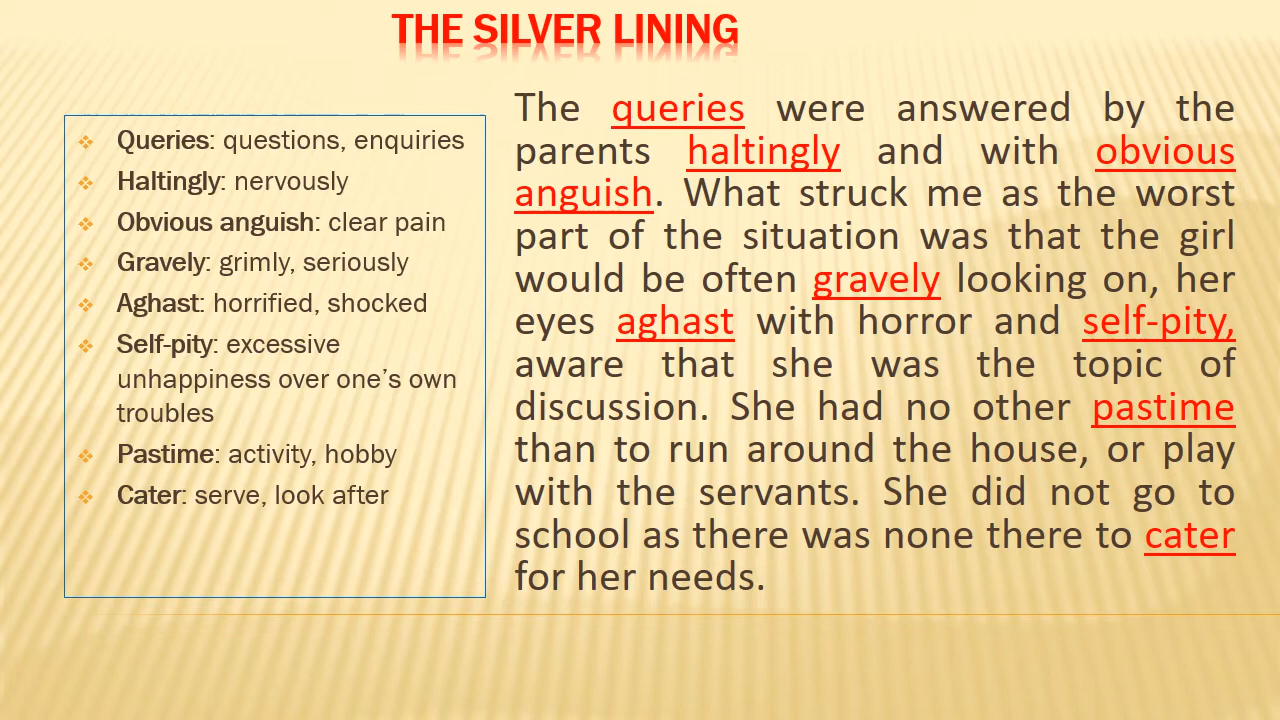 THE SILVER LINING
❖ Queries: questions, enquiries
❖ Haltingly: nervously
❖ Obvious anguish: clear pain
❖ Gravely: grimly, seriously
❖ Aghast: horrified, shocked
❖ Self-pity: excessive
unhappiness over one's own
troubles
❖ Pastime: activity, hobby
❖ Cater: serve, look after
The queries were answered by the
parents haltingly and with obvious
anguish. What struck me as the worst
part of the situation was that the girl
would be often gravely looking on, her
eyes aghast with horror and self-pity,
aware that she was the topic of
discussion. She had no other pastime
than to run around the house, or play
with the servants. She did not go to
school as there was none there to cater
for her needs.